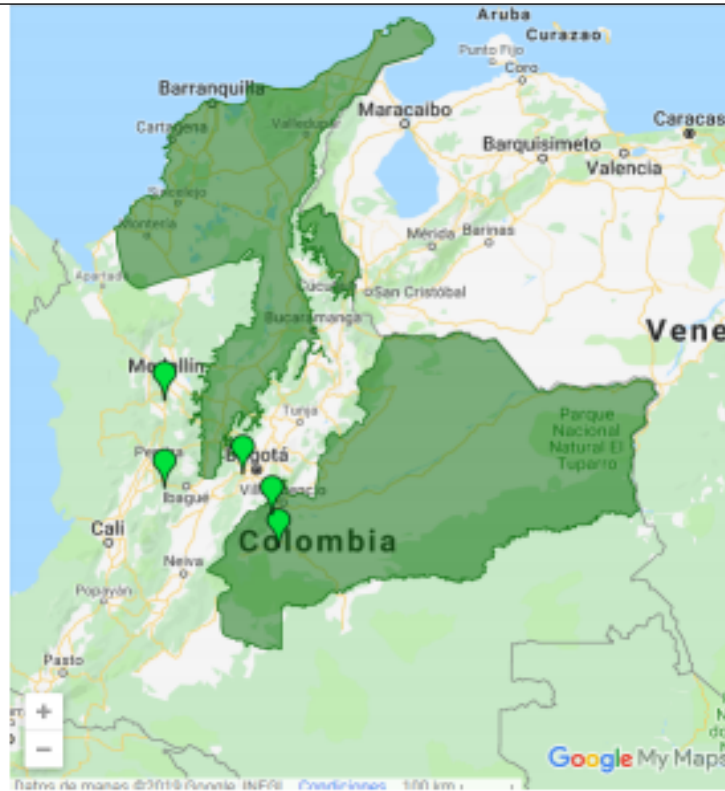 Aruba
Curazao
Punto Fijo
Coro
Barranquilla
Maracaibo
Caracas
Cartagena
Valledupar
Barquisimeto
Valencia
Sincelejo
Montería
Mérida
Barinas
Apartadó
Cúcuta
San Cristóbal
Bucaramanga
Vene
Medellín
Tunja
Parque
Nacional
Natural El
Tuparro
Bogotá
Ibagué
Cali
Colombia
Neiva
Popayán
Pasto
+
−
Google My Maps
Datos de mapas ©2019 Google, INEGI
Condiciones
100 km